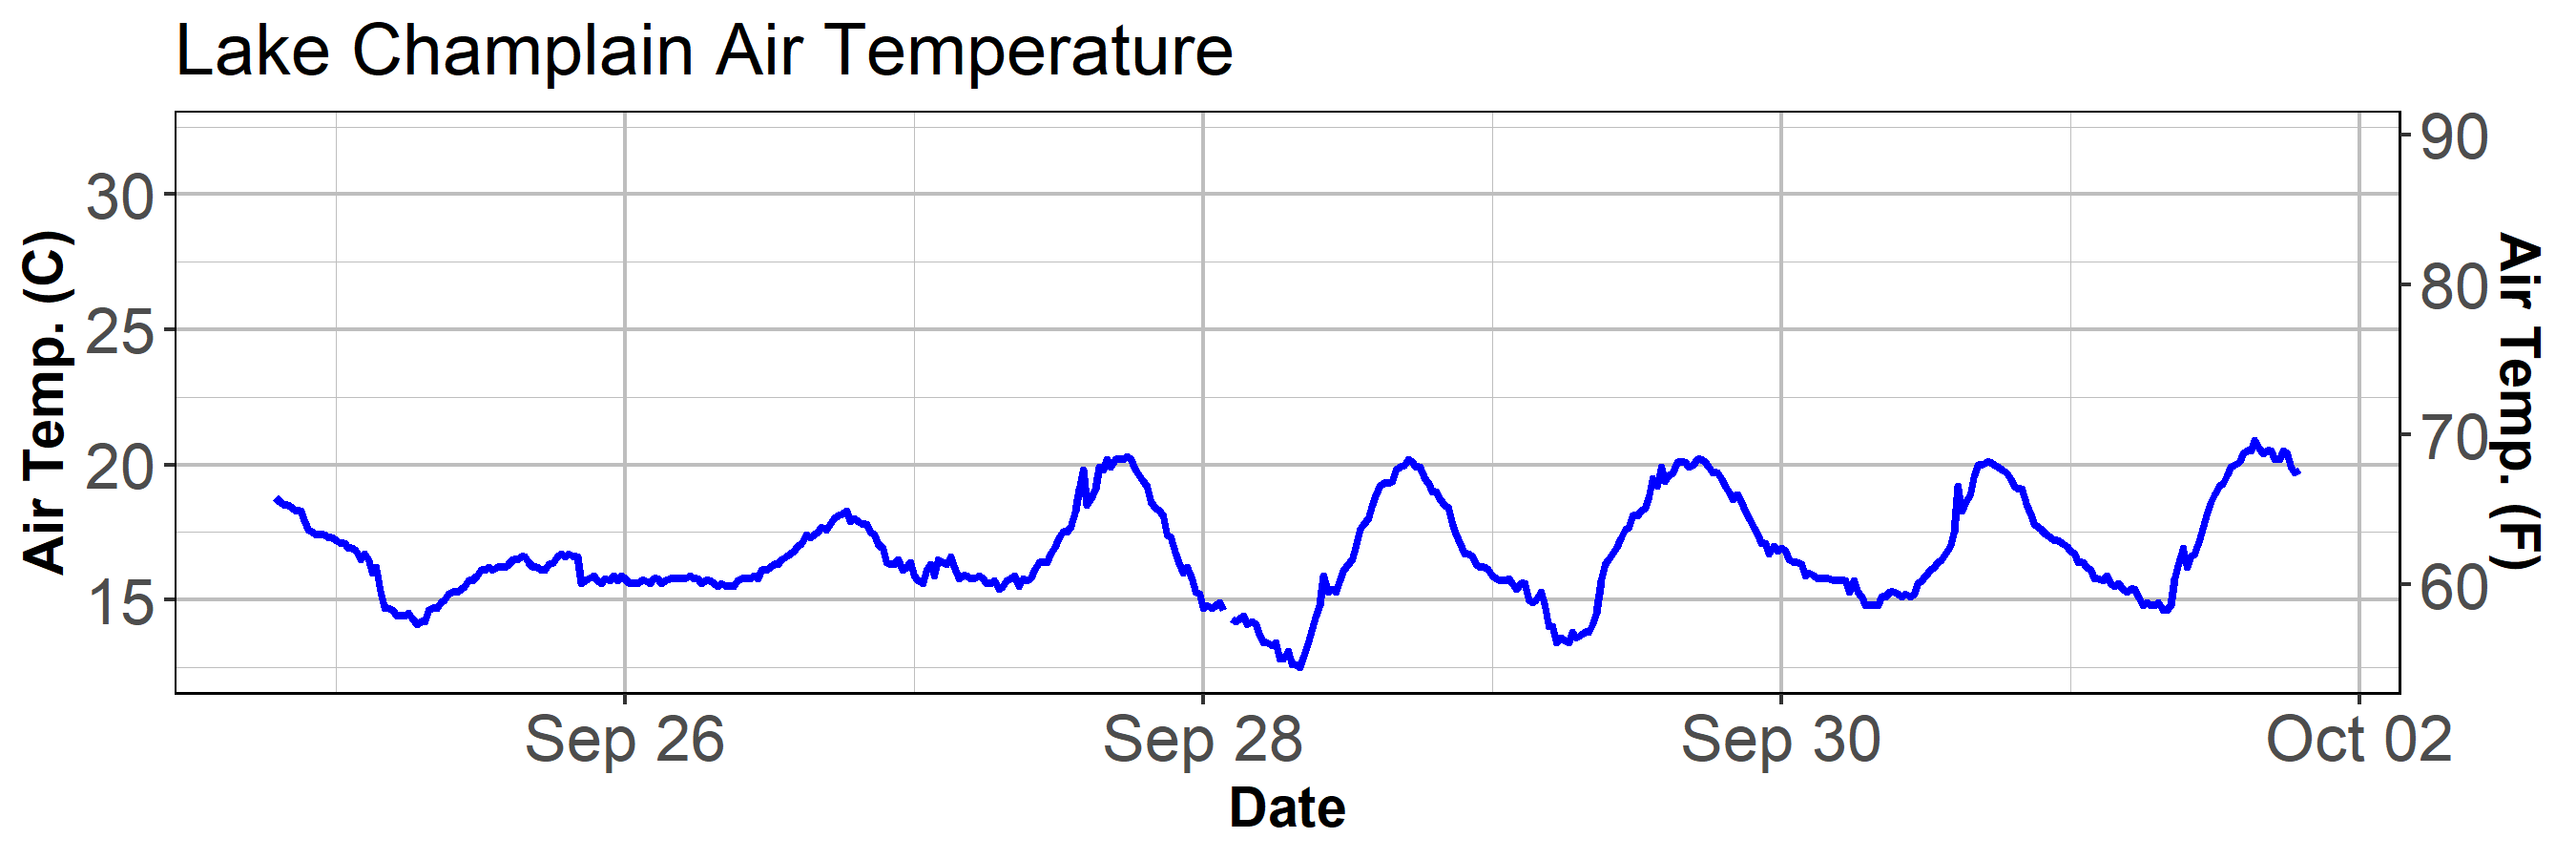 Lake Champlain Air Temperature
Air Temp. (C)
30
25
20
15
90
80
70
60
Air Temp. (F)
Sep 26
Sep 28
Sep 30
Oct 02
Date